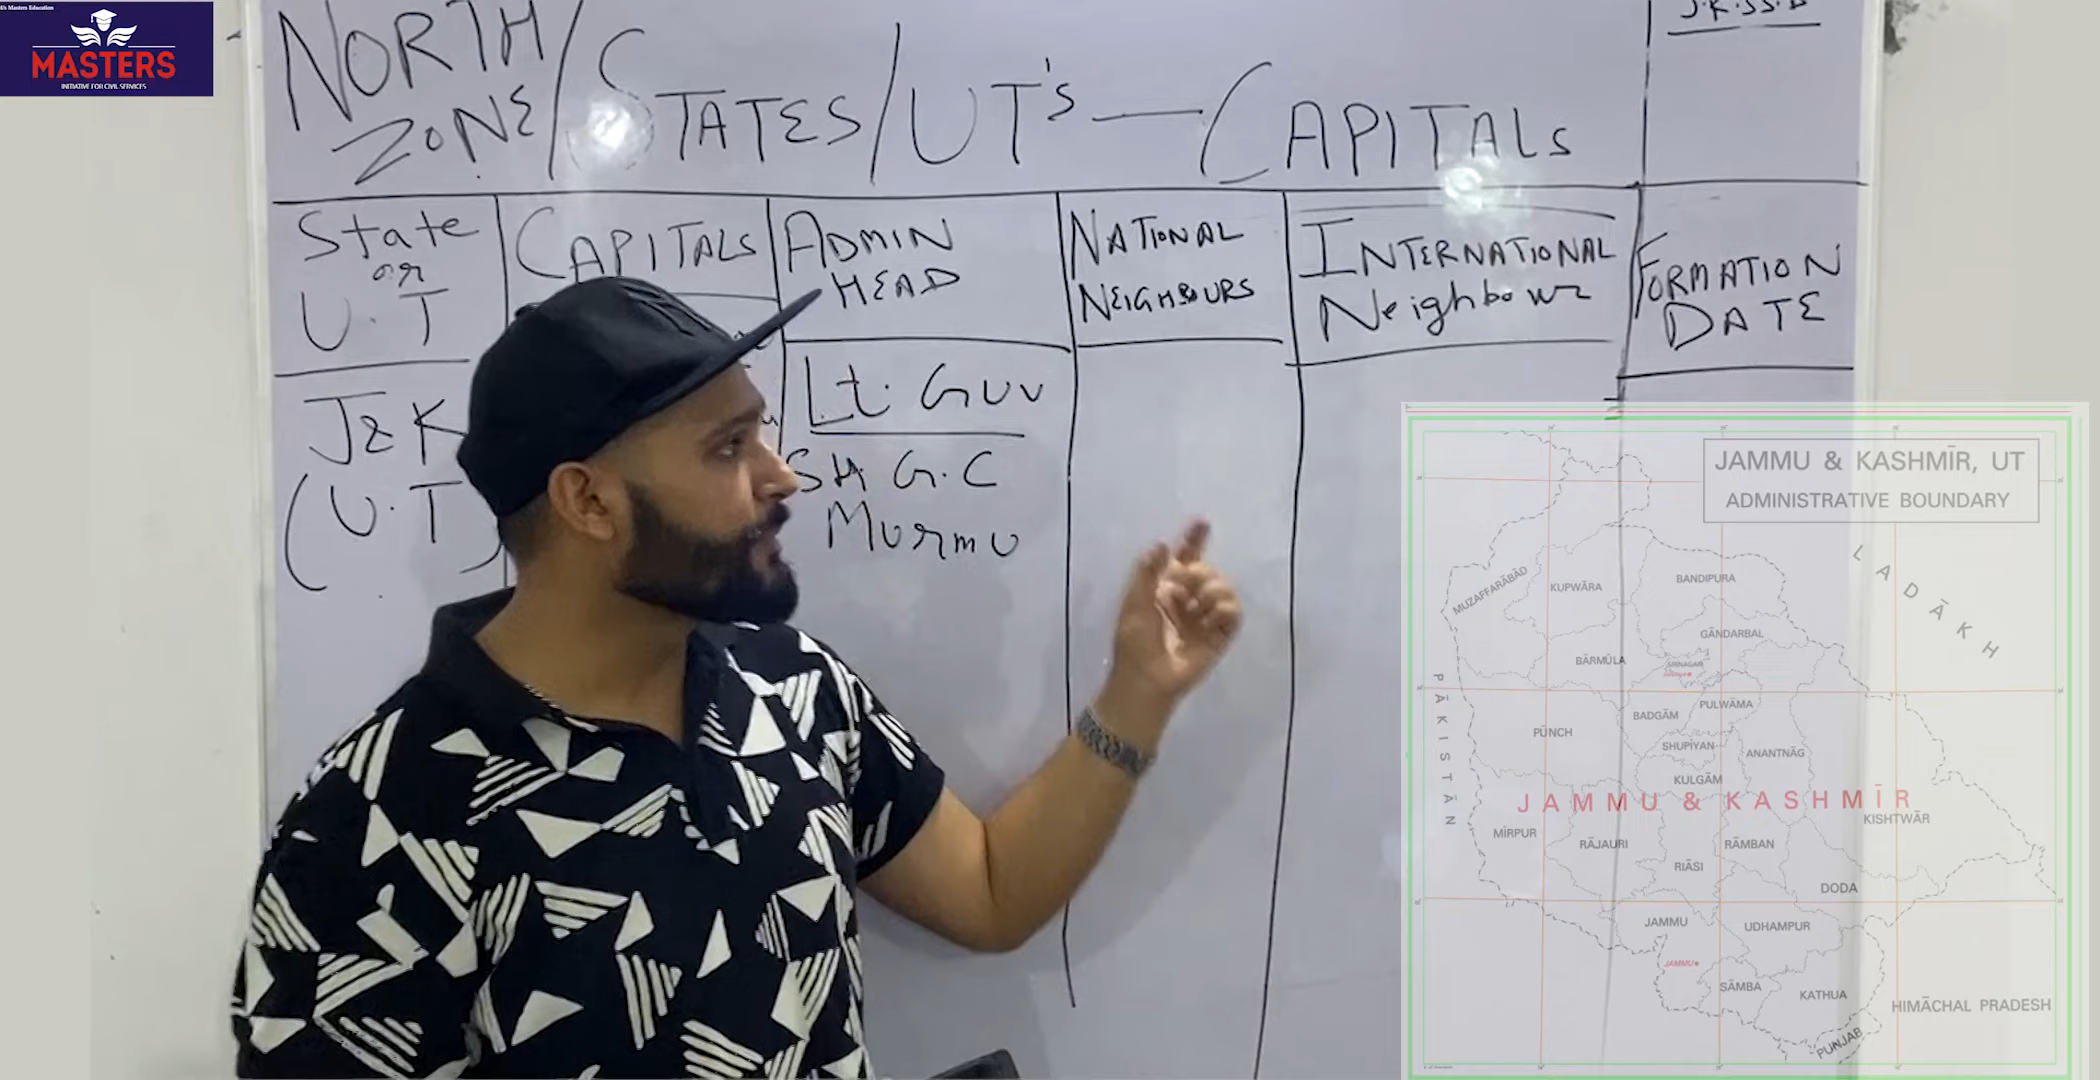 MASTERS
INITIATIVE FOR CIVIL SERVICES
NORTH ZONE/STATES/UT's—CAPITALS
J.K.SS.B
State or U.T
CAPITALS
ADMIN HEAD
NATIONAL NEIGHBOURS
INTERNATIONAL Neighbour
FORMATION DATE
J&K
(U.T)
Lt. Guv
SH G.C
Murmu
JAMMU & KASHMĪR, UT
ADMINISTRATIVE BOUNDARY
LADĀKH
MUZAFFARĀBĀD
KUPWĀRA
BANDIPURA
GĀNDARBAL
BĀRMŪLA
SRINAGAR
PĀKISTĀN
PŪNCH
BADGĀM
PULWĀMA
SHUPIYAN
ANANTNĀG
KULGĀM
JAMMU & KASHMĪR
KISHTWĀR
MĪRPUR
RĀJAURI
RIĀSI
RĀMBAN
DODA
JAMMU
UDHAMPUR
JAMMU
SĀMBA
KATHUA
HIMĀCHAL PRADESH
PUNJAB